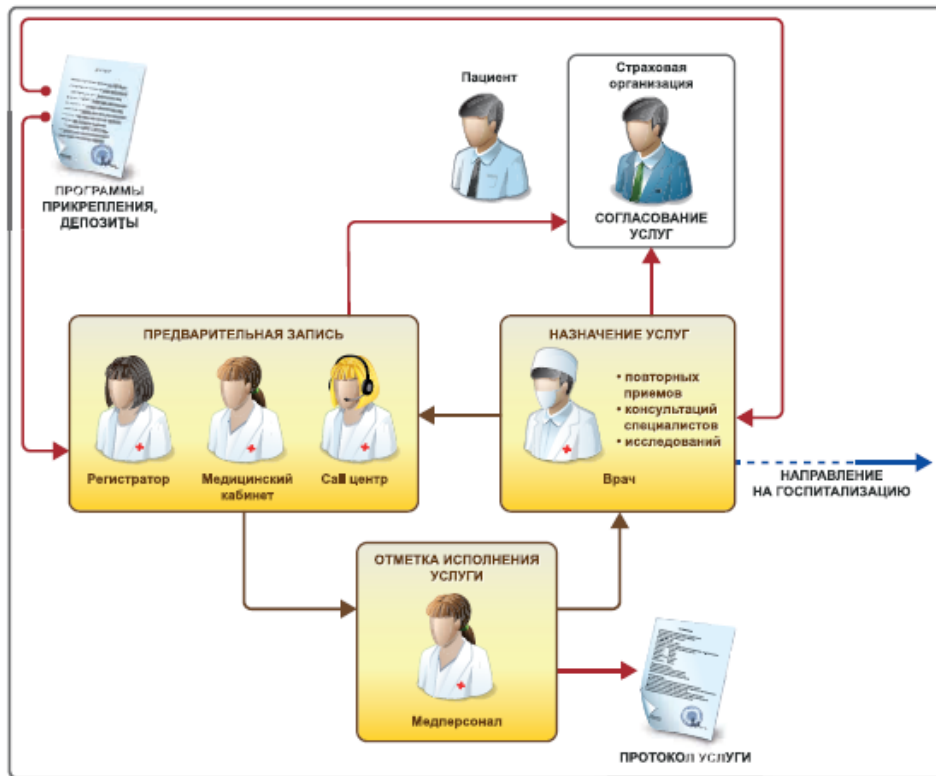 Пациент
Страховая
организация
СОГЛАСОВАНИЕ
УСЛУГ
ПРОГРАММЫ
ПРИКРЕПЛЕНИЯ,
ДЕПОЗИТЫ
ПРЕДВАРИТЕЛЬНАЯ ЗАПИСЬ
Регистратор
Медицинский
кабинет
Call центр
НАЗНАЧЕНИЕ УСЛУГ
• повторных
приемов
• консультаций
специалистов
• исследований
Врач
НАПРАВЛЕНИЕ
НА ГОСПИТАЛИЗАЦИЮ
ОТМЕТКА ИСПОЛНЕНИЯ
УСЛУГИ
Медперсонал
ПРОТОКОЛ УСЛУГИ